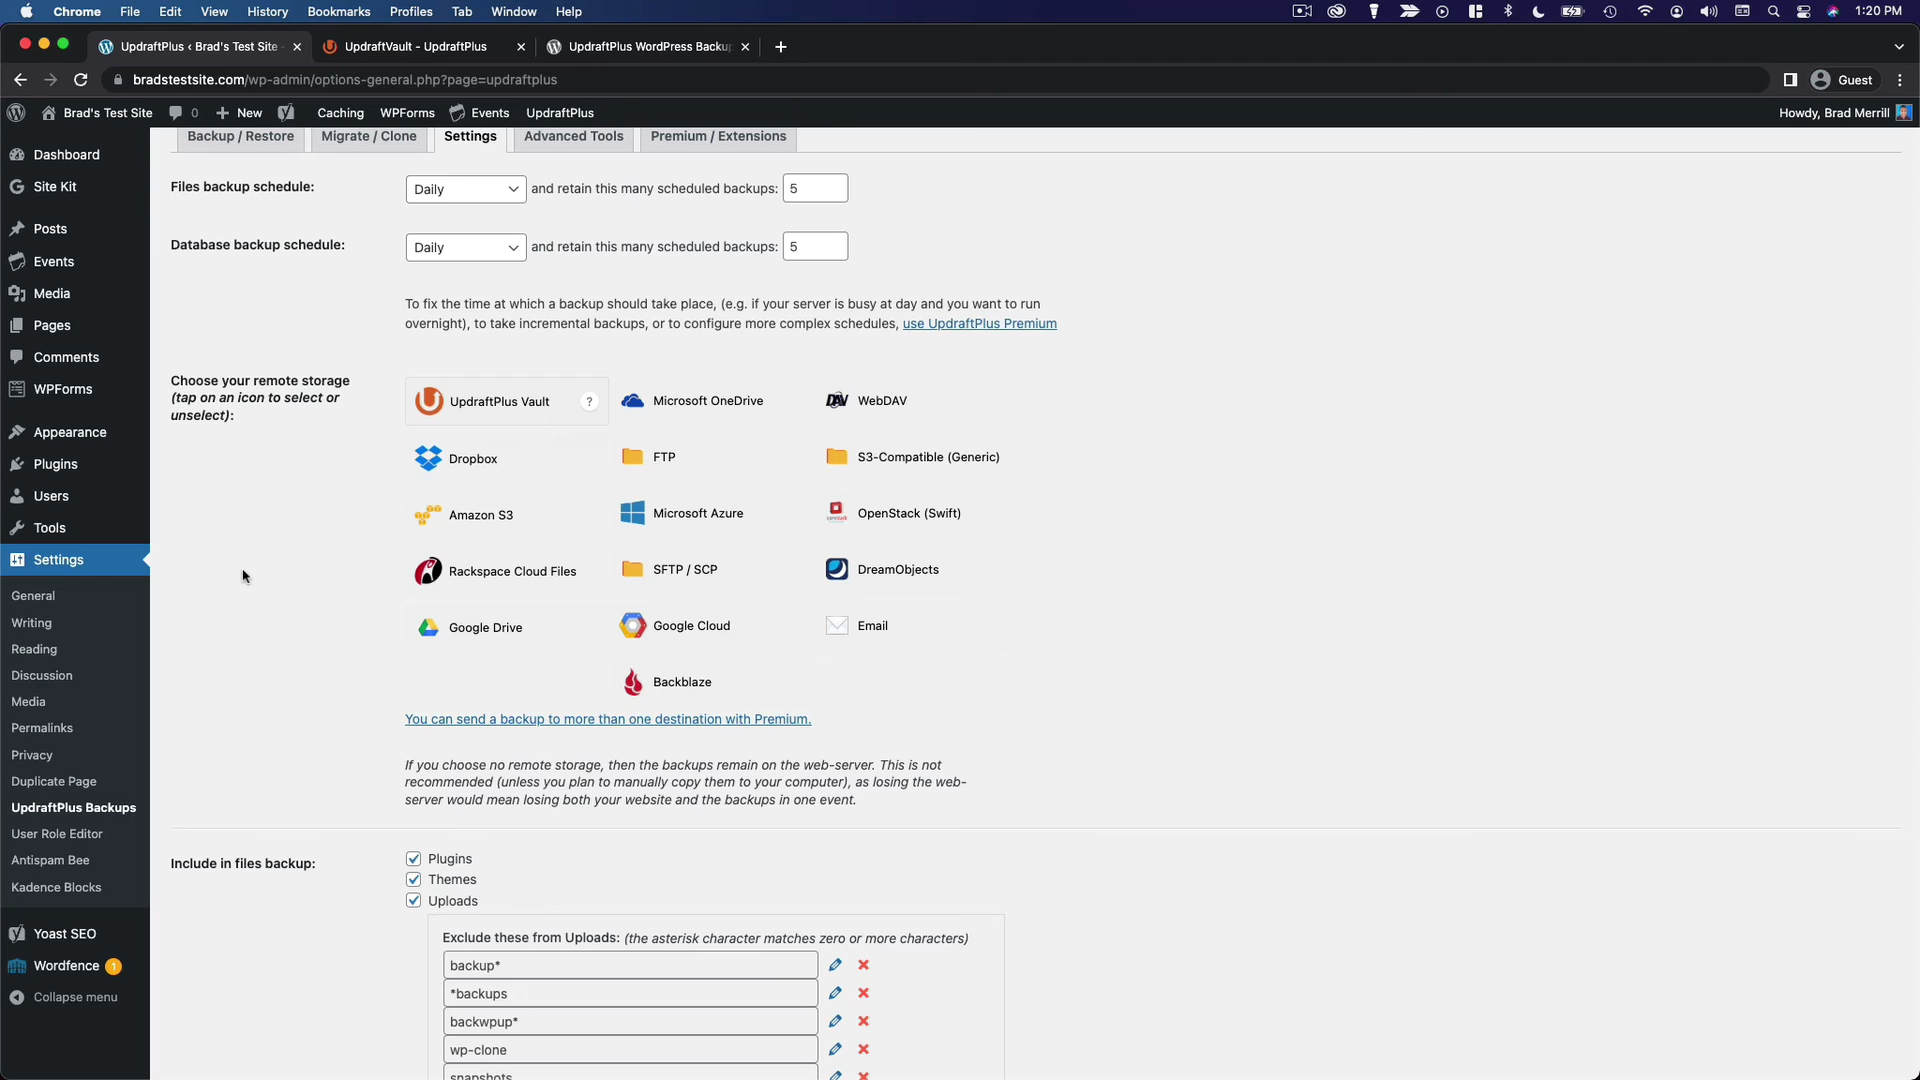 Chrome File Edit View History Bookmarks Profiles Tab Window Help 1:20 PM
UpdraftPlus ‹ Brad's Test Site - UpdraftVault - UpdraftPlus UpdraftPlus WordPress Backup
bradstestsite.com/wp-admin/options-general.php?page=updraftplus Guest
Brad's Test Site 0 New Caching WPForms Events UpdraftPlus Howdy, Brad Merrill
Backup / Restore Migrate / Clone Settings Advanced Tools Premium / Extensions
Dashboard
Site Kit
Posts
Events
Media
Pages
Comments
WPForms
Appearance
Plugins
Users
Tools
Settings
General
Writing
Reading
Discussion
Media
Permalinks
Privacy
Duplicate Page
UpdraftPlus Backups
User Role Editor
Antispam Bee
Kadence Blocks
Yoast SEO
Wordfence 1
Collapse menu
Files backup schedule: Daily and retain this many scheduled backups: 5
Database backup schedule: Daily and retain this many scheduled backups: 5
To fix the time at which a backup should take place, (e.g. if your server is busy at day and you want to run
overnight), to take incremental backups, or to configure more complex schedules, use UpdraftPlus Premium
Choose your remote storage
(tap on an icon to select or
unselect):
UpdraftPlus Vault ? Microsoft OneDrive DAV WebDAV
Dropbox FTP S3-Compatible (Generic)
Amazon S3 Microsoft Azure OpenStack (Swift)
Rackspace Cloud Files SFTP / SCP DreamObjects
Google Drive Google Cloud Email
Backblaze
You can send a backup to more than one destination with Premium.
If you choose no remote storage, then the backups remain on the web-server. This is not
recommended (unless you plan to manually copy them to your computer), as losing the web-
server would mean losing both your website and the backups in one event.
Include in files backup: Plugins
Themes
Uploads
Exclude these from Uploads: (the asterisk character matches zero or more characters)
backup*
*backups
backwpup*
wp-clone
snapshots